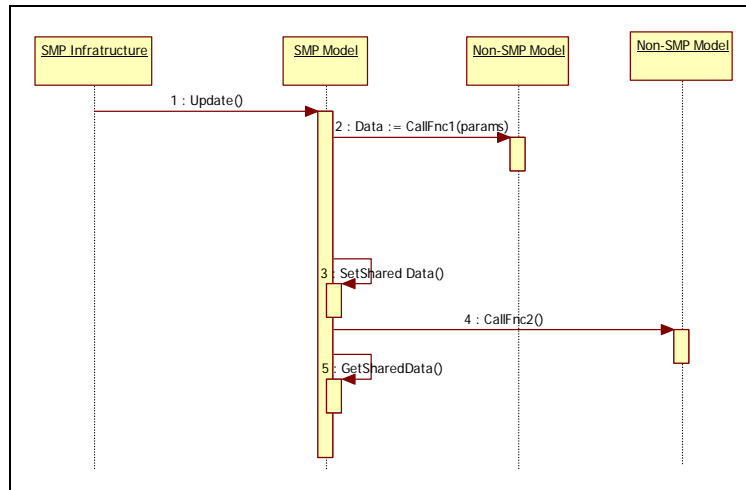 SMP Infratructure
SMP Model
Non-SMP Model
Non-SMP Model
1 : Update()
2 : Data := CallFnc1(params)
3 : SetShared Data()
4 : CallFnc2()
5 : GetSharedData()